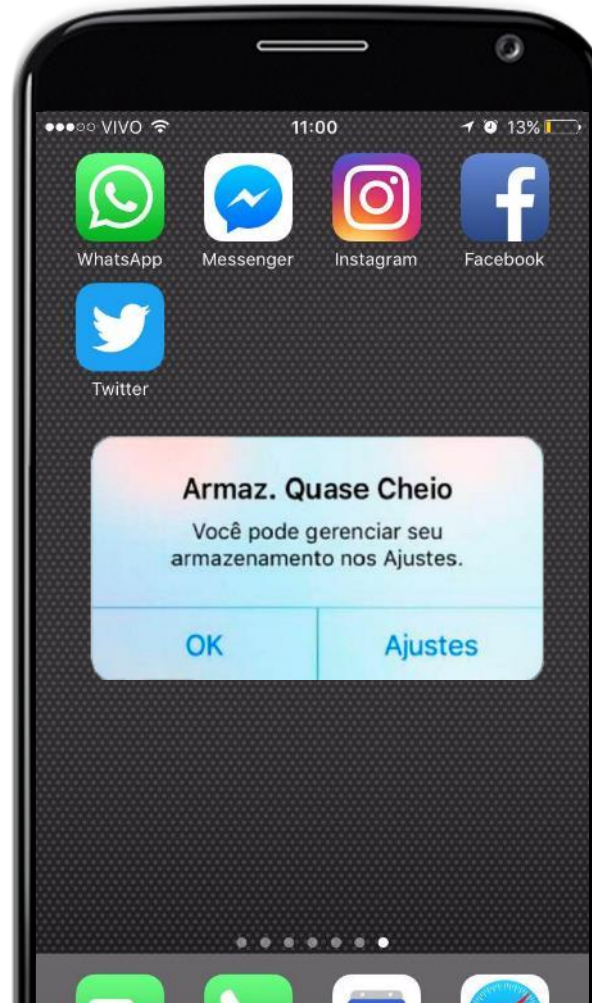 VIVO 11:00 13%
WhatsApp Messenger Instagram Facebook
Twitter
Armaz. Quase Cheio
Você pode gerenciar seu
armazenamento nos Ajustes.
OK Ajustes